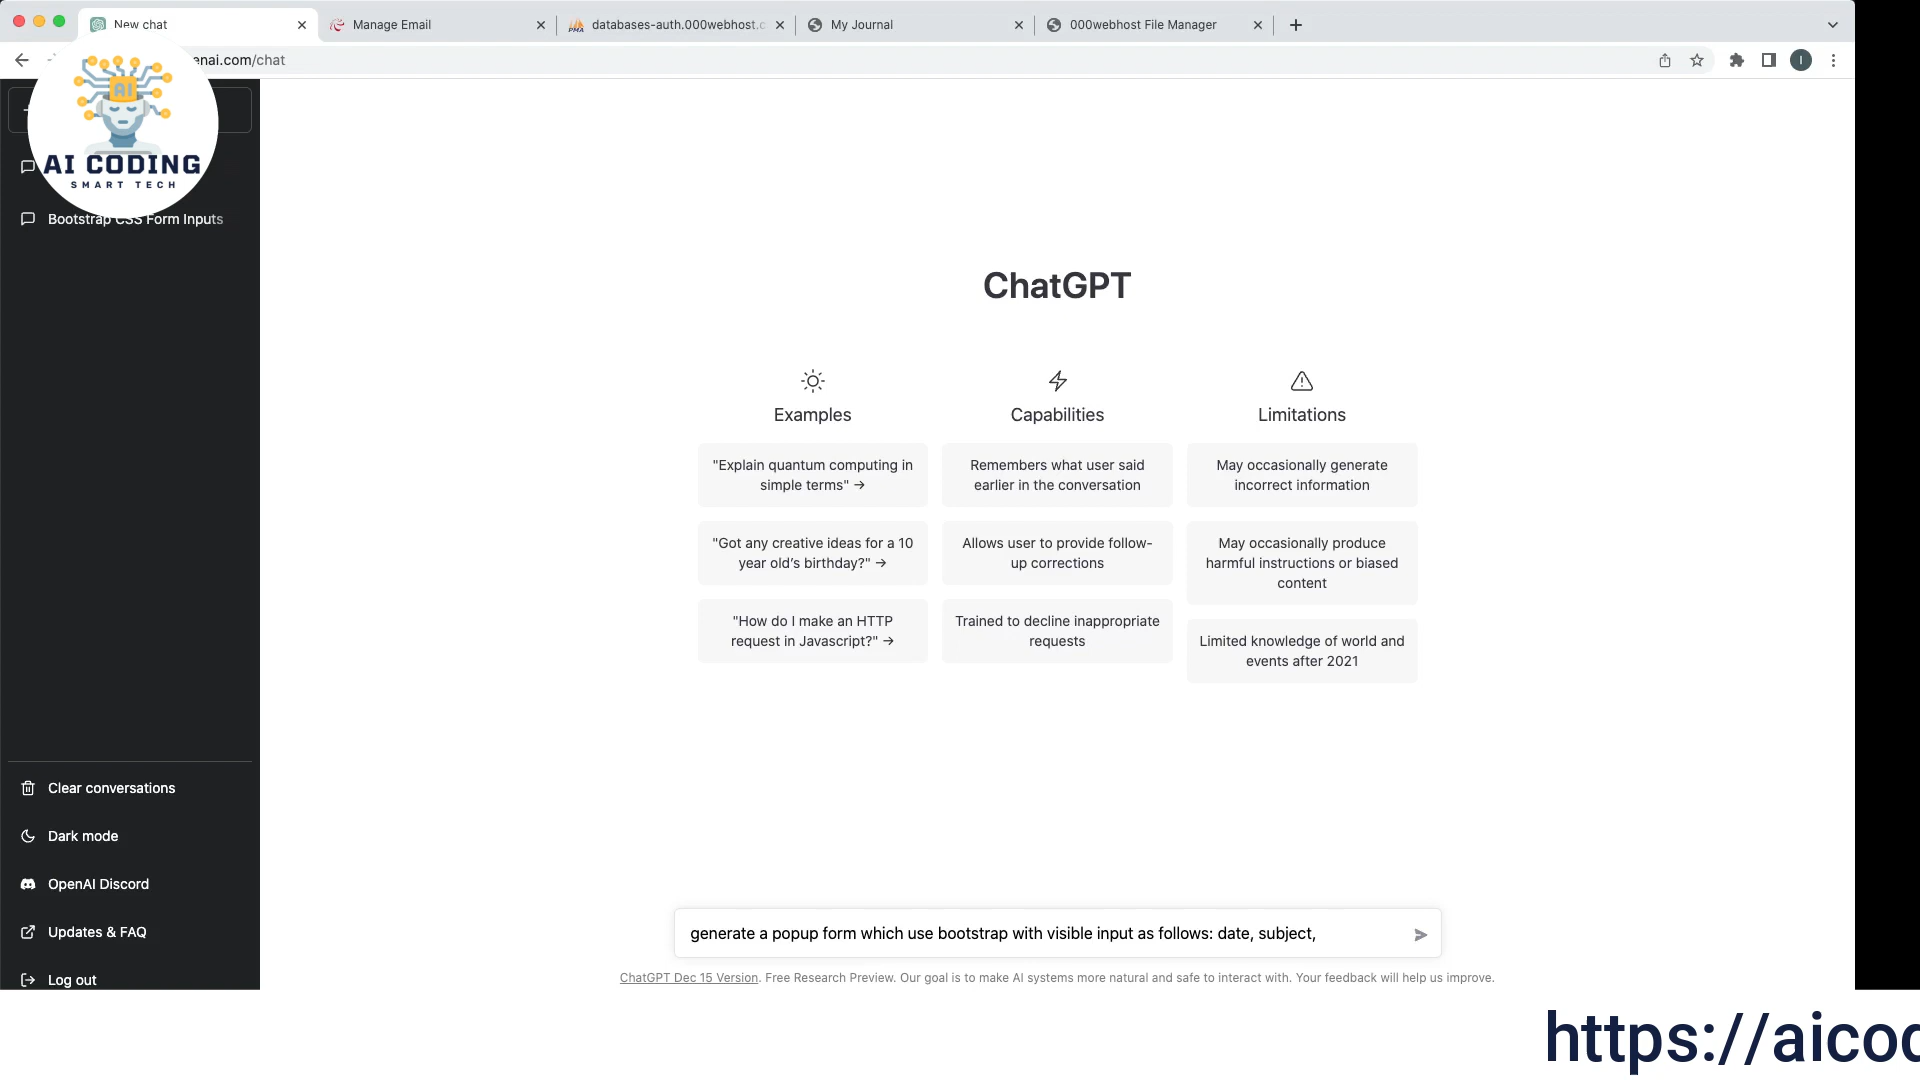 New chat
Manage Email
databases-auth.000webhost.c
My Journal
000webhost File Manager
enai.com/chat
I
AI
AI CODING
SMART TECH
Bootstrap CSS Form Inputs
ChatGPT
Examples
Capabilities
Limitations
"Explain quantum computing in
simple terms" →
Remembers what user said
earlier in the conversation
May occasionally generate
incorrect information
"Got any creative ideas for a 10
year old's birthday?" →
Allows user to provide follow-
up corrections
May occasionally produce
harmful instructions or biased
content
"How do I make an HTTP
request in Javascript?" →
Trained to decline inappropriate
requests
Limited knowledge of world and
events after 2021
Clear conversations
Dark mode
OpenAI Discord
Updates & FAQ
Log out
generate a popup form which use bootstrap with visible input as follows: date, subject,
ChatGPT Dec 15 Version. Free Research Preview. Our goal is to make AI systems more natural and safe to interact with. Your feedback will help us improve.
https://aicod